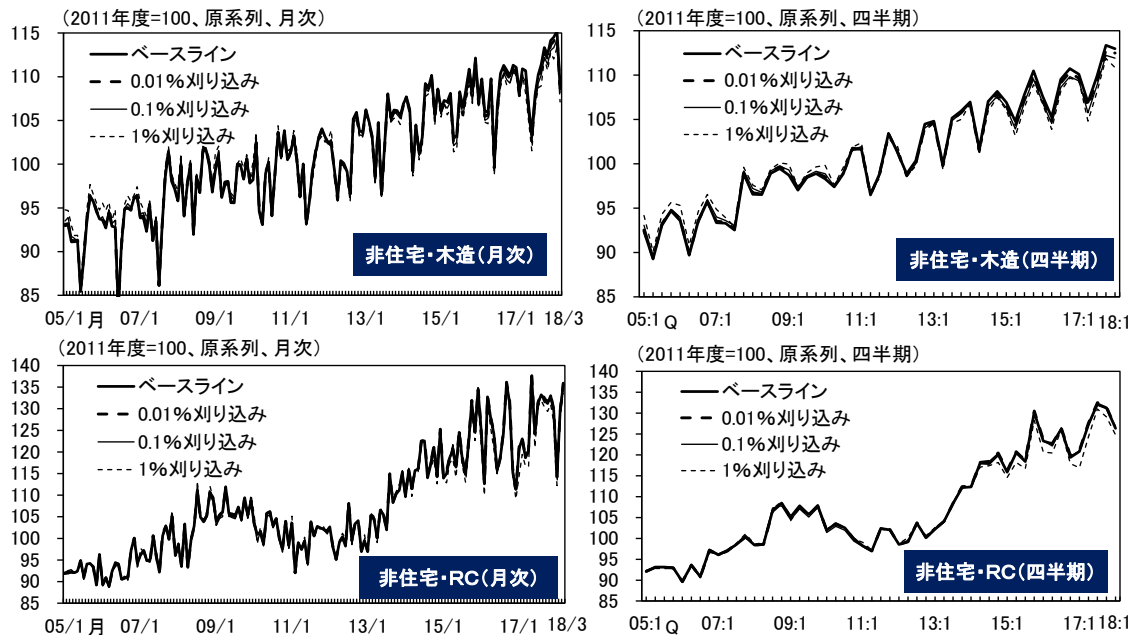 (2011年度=100、原系列、月次)
115
110
105
100
95
90
85
ベースライン
0.01%刈り込み
0.1%刈り込み
1%刈り込み
非住宅・木造(月次)
05/1 月 07/1 09/1 11/1 13/1 15/1 17/1 18/3
(2011年度=100、原系列、四半期)
115
110
105
100
95
90
85
ベースライン
0.01%刈り込み
0.1%刈り込み
1%刈り込み
非住宅・木造(四半期)
05:1 Q 07:1 09:1 11:1 13:1 15:1 17:1 18:1
(2011年度=100、原系列、月次)
140
135
130
125
120
115
110
105
100
95
90
85
ベースライン
0.01%刈り込み
0.1%刈り込み
1%刈り込み
非住宅・RC(月次)
05/1 月 07/1 09/1 11/1 13/1 15/1 17/1 18/3
(2011年度=100、原系列、四半期)
140
135
130
125
120
115
110
105
100
95
90
85
ベースライン
0.01%刈り込み
0.1%刈り込み
1%刈り込み
非住宅・RC(四半期)
05:1 Q 07:1 09:1 11:1 13:1 15:1 17:1 18:1